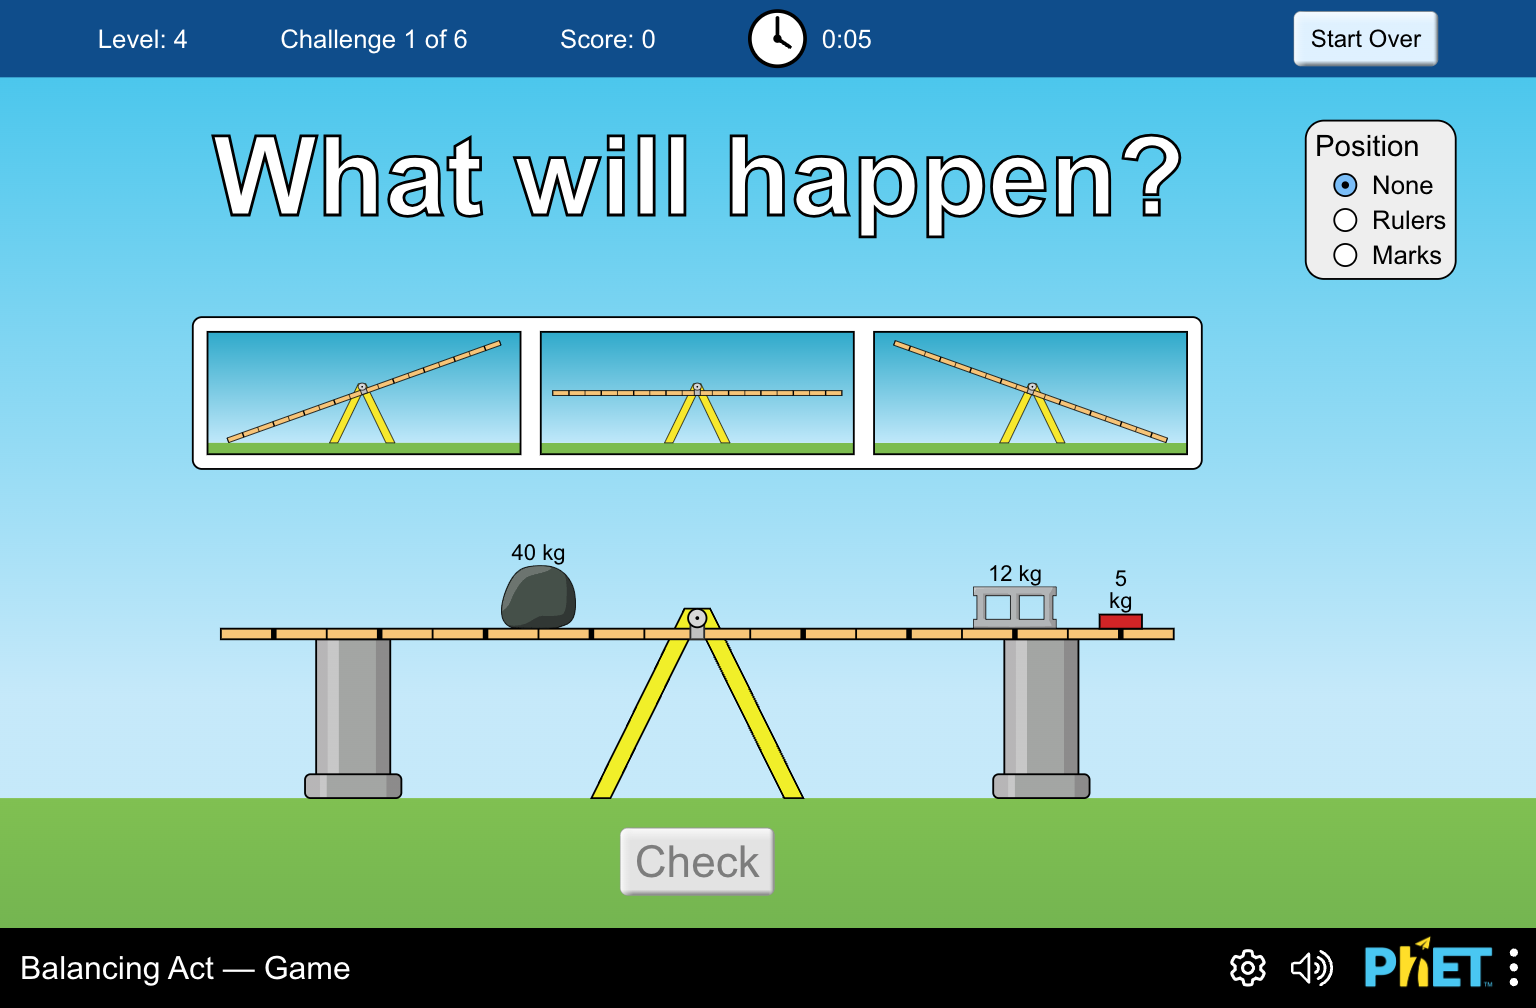 Level: 4
Challenge 1 of 6
Score: 0
0:05
Start Over
What will happen?
Position
None
Rulers
Marks
40 kg
12 kg
5
kg
Check
Balancing Act — Game
PhET™